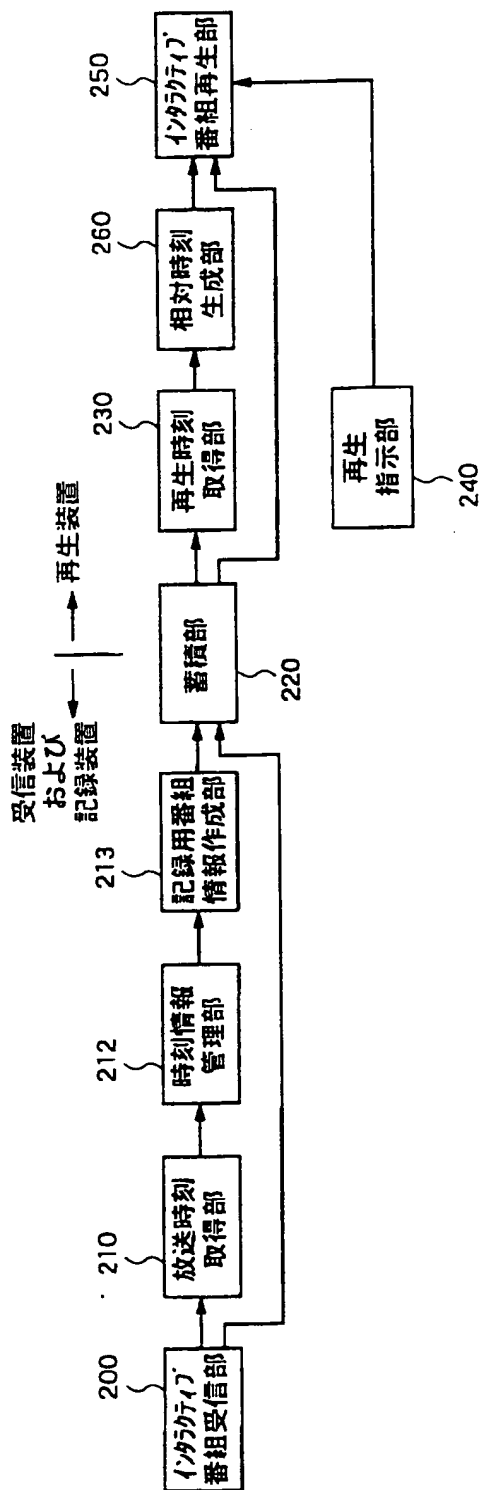 受信装置
および
記録装置
再生装置
200
インタラクティブ
番組受信部
210
放送時刻
取得部
212
時刻情報
管理部
213
記録用番組
情報作成部
220
蓄積部
230
再生時刻
取得部
260
相対時刻
生成部
250
インタラクティブ
番組再生部
再生
指示部
240